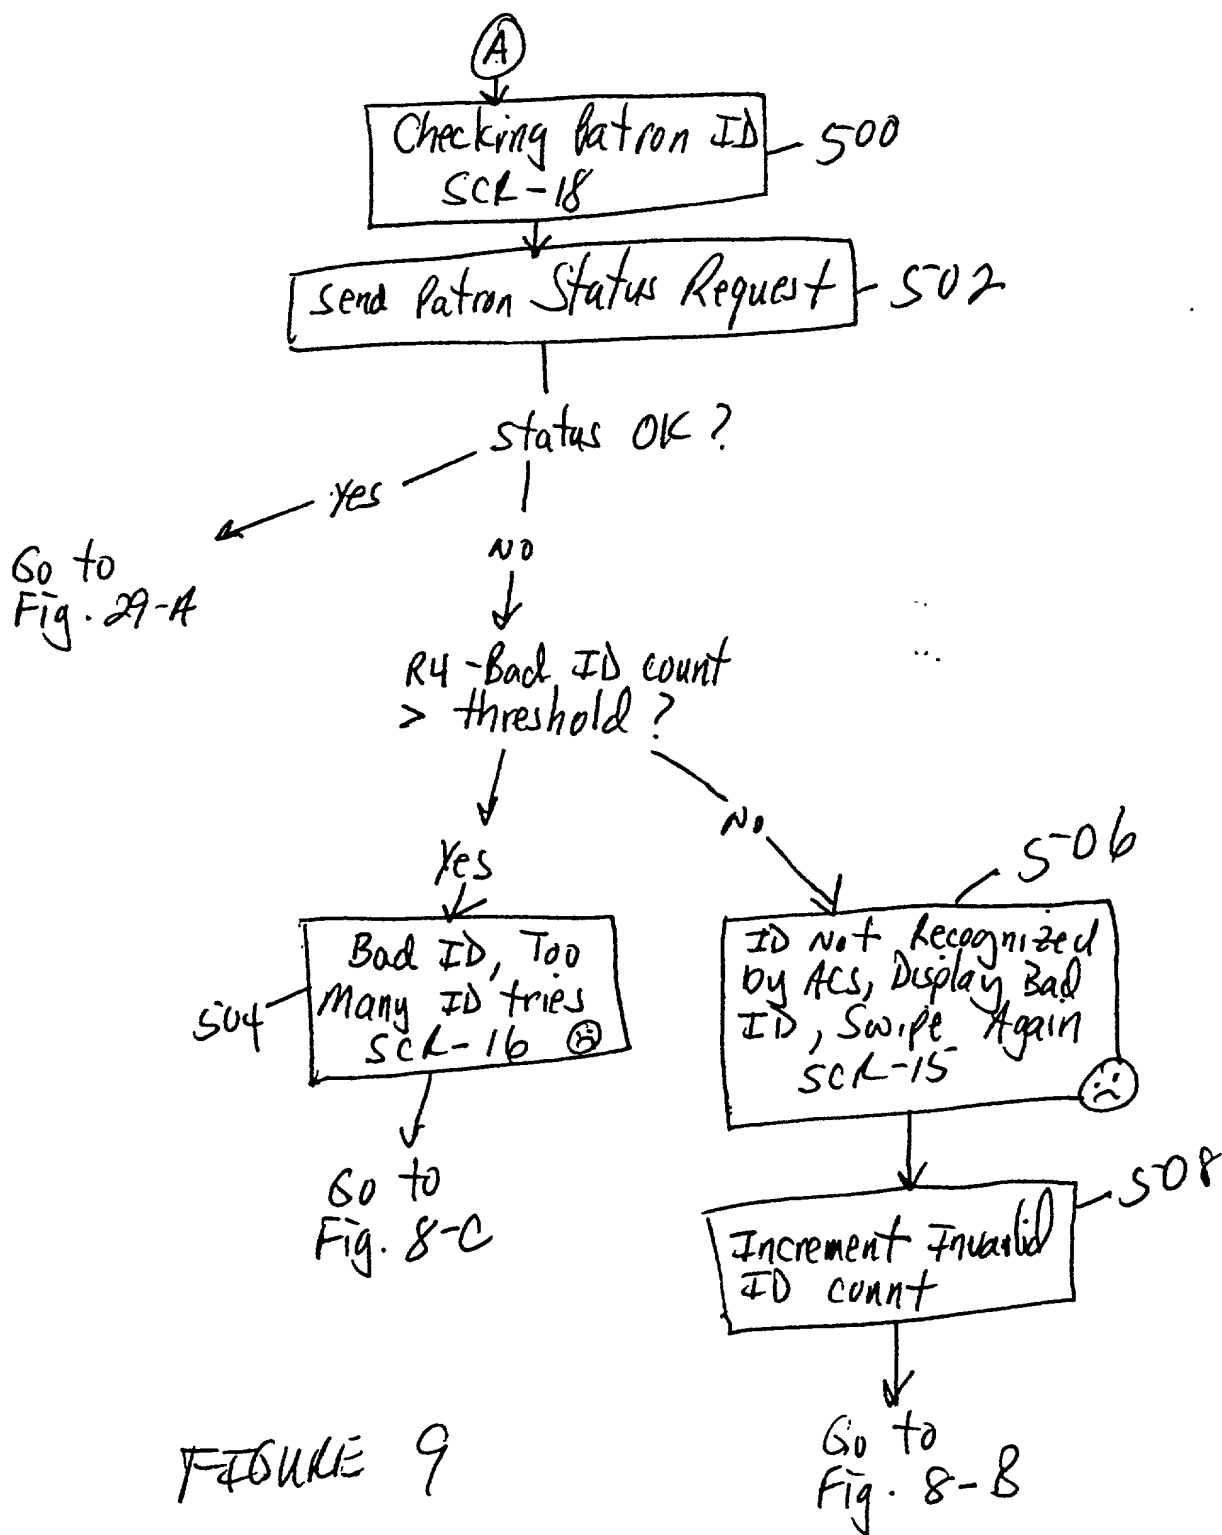 A
Checking Patron ID
SCR-18
500
Send Patron Status Request
502
Status OK?
Yes
Go to
Fig. 29-A
NO
R4-Bad ID count
> threshold?
Yes
No
506
Bad ID, Too
Many ID tries
SCR-16
504
ID Not Recognized
by ACS, Display Bad
ID, Swipe Again
SCR-15
Go to
Fig. 8-C
508
Increment Invalid
ID count
Go to
Fig. 8-B
FIGURE 9